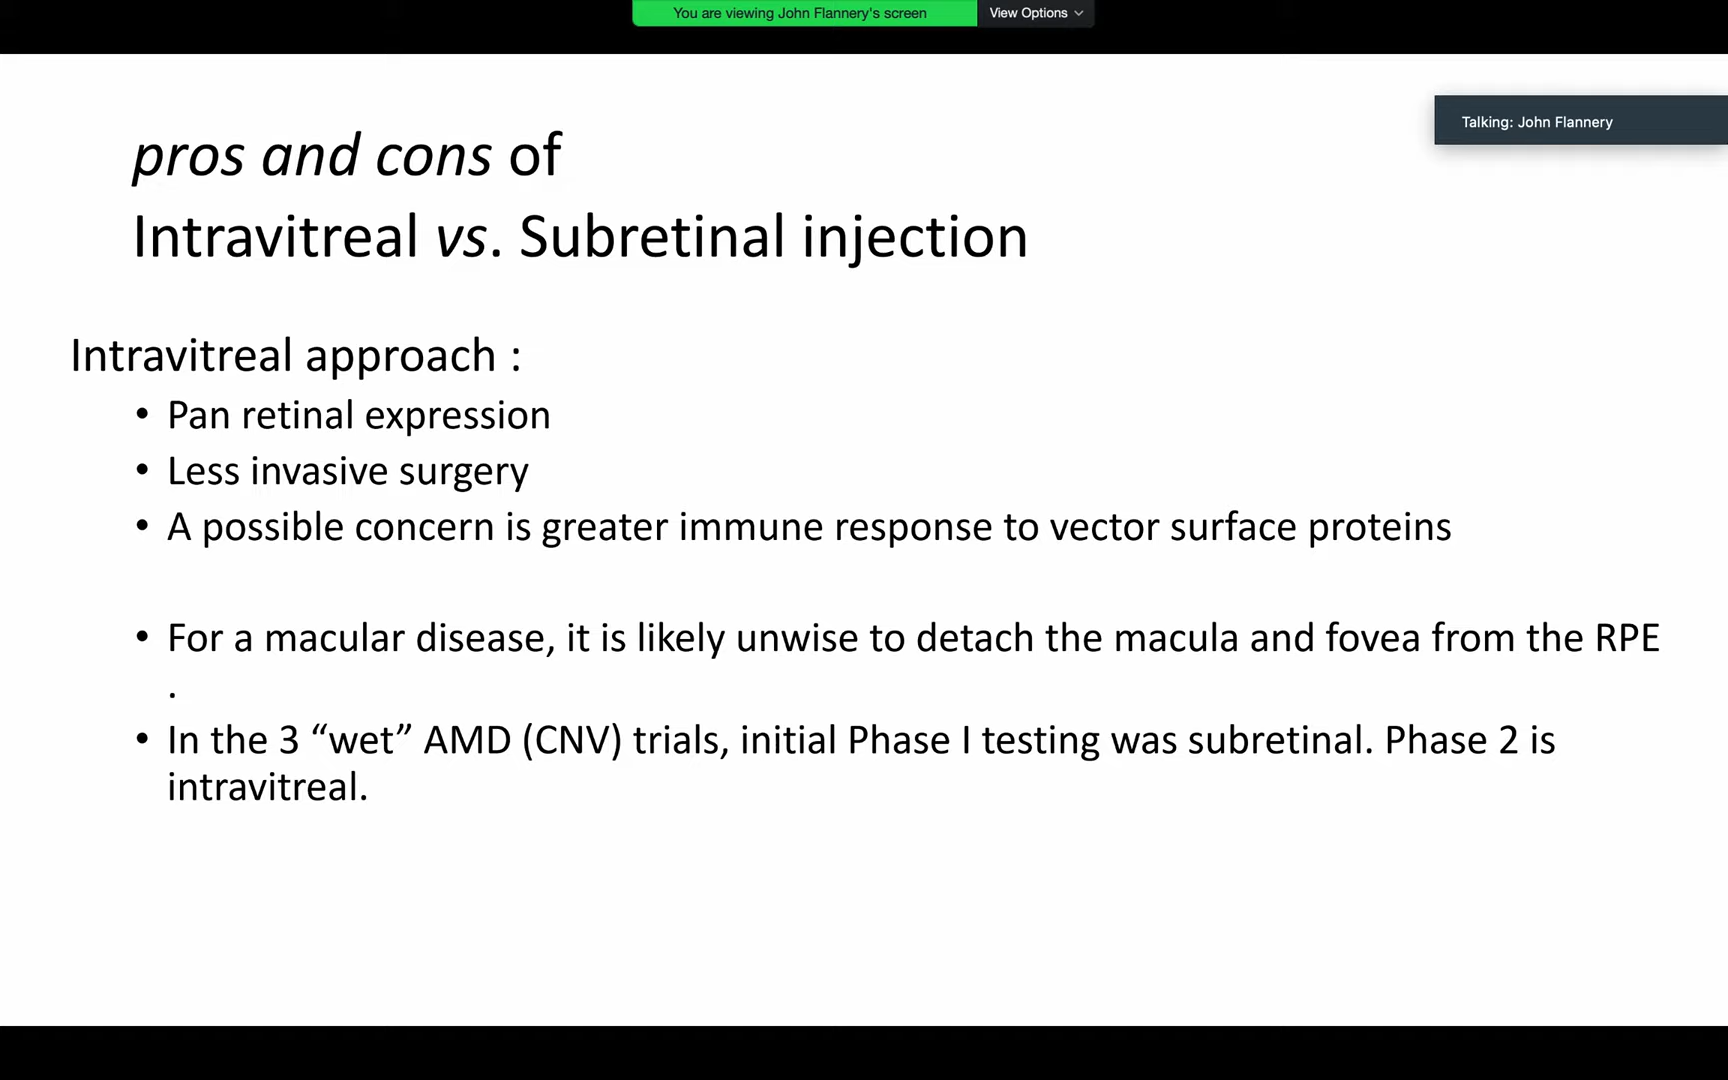 You are viewing John Flannery's screen
View Options
Talking: John Flannery
pros and cons of
Intravitreal vs. Subretinal injection
Intravitreal approach :
• Pan retinal expression
• Less invasive surgery
• A possible concern is greater immune response to vector surface proteins
• For a macular disease, it is likely unwise to detach the macula and fovea from the RPE
.
• In the 3 “wet” AMD (CNV) trials, initial Phase I testing was subretinal. Phase 2 is
intravitreal.